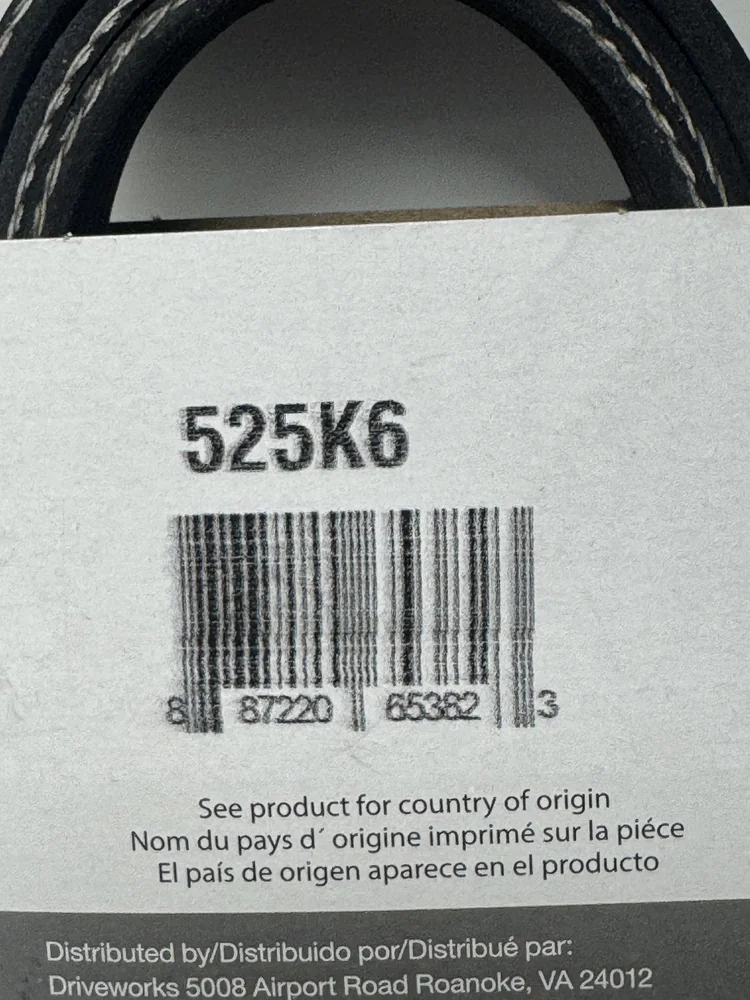 525K6
8 87220 65382 3
See product for country of origin
Nom du pays d´ origine imprimé sur la piéce
El país de origen aparece en el producto
Distributed by/Distribuido por/Distribué par:
Driveworks 5008 Airport Road Roanoke, VA 24012